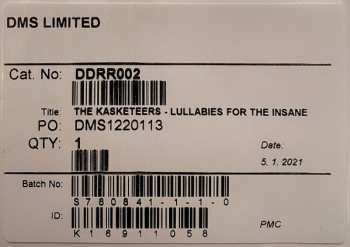 DMS LIMITED
Cat. No: DDRR002
Title: THE KASKETEERS - LULLABIES FOR THE INSANE
PO: DMS1220113
QTY: 1
Date:
5. 1. 2021
Batch No:
S780841-1-1-0
ID:
K16911058
PMC